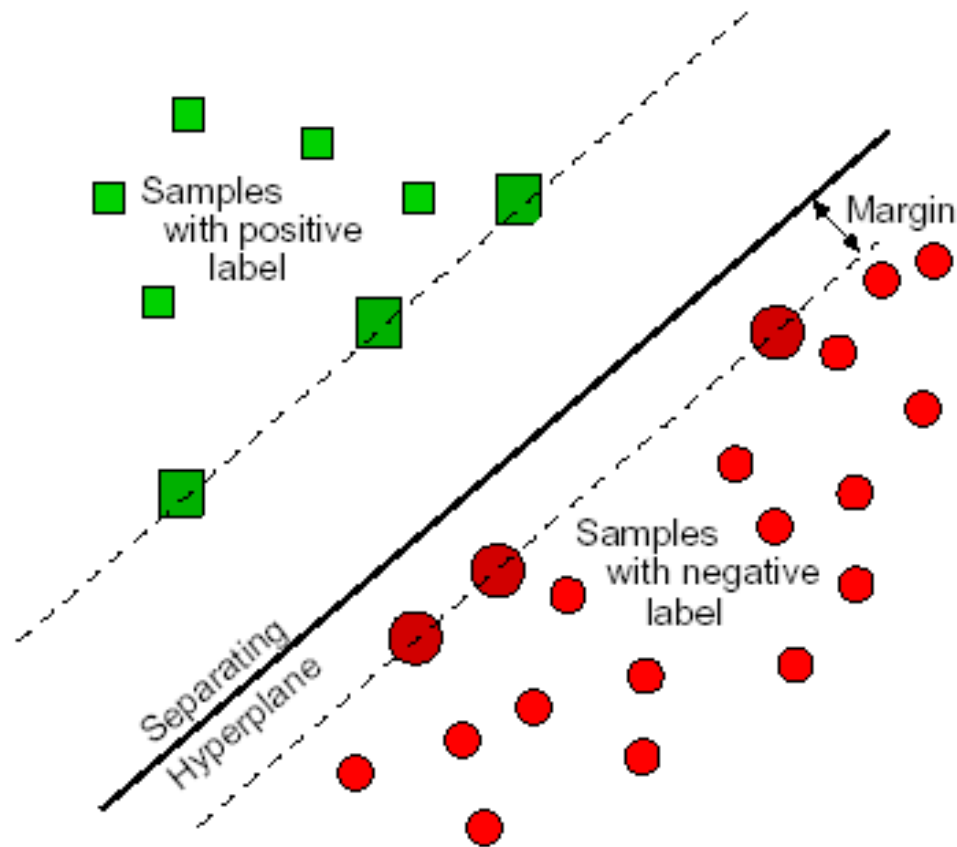 Samples
with positive
label
Margin
Samples
with negative
label
Separating
Hyperplane